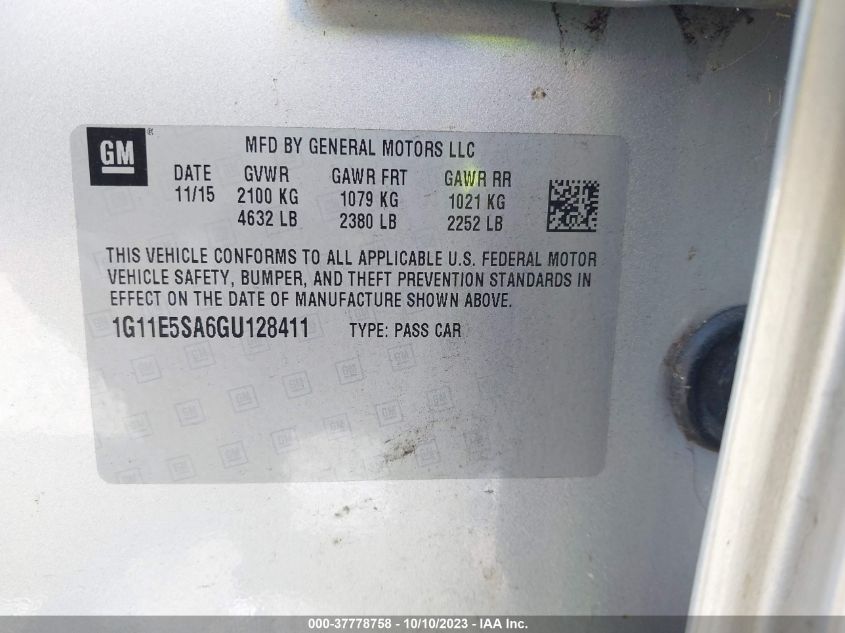 GM ®
MFD BY GENERAL MOTORS LLC
DATE GVWR GAWR FRT GAWR RR
11/15 2100 KG 1079 KG 1021 KG
4632 LB 2380 LB 2252 LB
THIS VEHICLE CONFORMS TO ALL APPLICABLE U.S. FEDERAL MOTOR
VEHICLE SAFETY, BUMPER, AND THEFT PREVENTION STANDARDS IN
EFFECT ON THE DATE OF MANUFACTURE SHOWN ABOVE.
1G11E5SA6GU128411 TYPE: PASS CAR
000-37778758 - 10/10/2023 - IAA Inc.